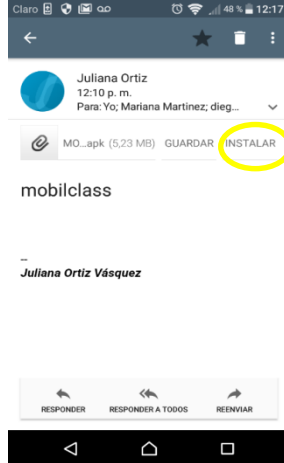 Claro 48 % 12:17
Juliana Ortiz
12:10 p. m.
Para: Yo; Mariana Martinez; dieg...
MO...apk (5,23 MB) GUARDAR INSTALAR
mobilclass
--
Juliana Ortiz Vásquez
RESPONDER RESPONDER A TODOS REENVIAR